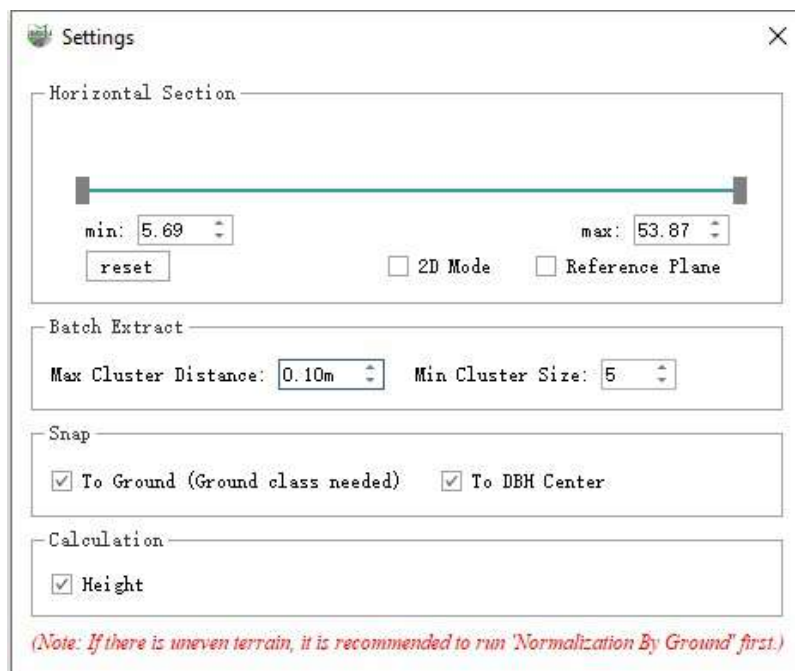 Settings
Horizontal Section
min: 5.69 max: 53.87
reset 2D Mode Reference Plane
Batch Extract
Max Cluster Distance: 0.10m Min Cluster Size: 5
Snap
To Ground (Ground class needed) To DBH Center
Calculation
Height
(Note: If there is uneven terrain, it is recommended to run 'Normalization By Ground' first.)